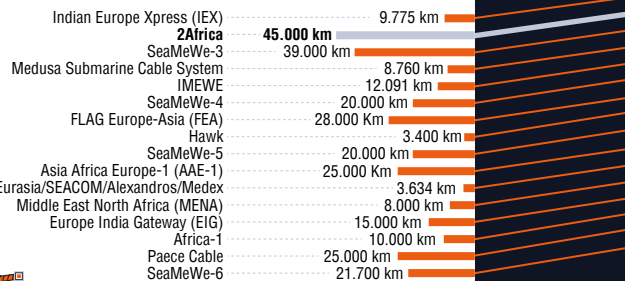 Indian Europe Xpress (IEX) 9.775 km
2Africa 45.000 km
SeaMeWe-3 39.000 km
Medusa Submarine Cable System 8.760 km
IMEWE 12.091 km
SeaMeWe-4 20.000 km
FLAG Europe-Asia (FEA) 28.000 Km
Hawk 3.400 km
SeaMeWe-5 20.000 km
Asia Africa Europe-1 (AAE-1) 25.000 Km
Eurasia/SEACOM/Alexandros/Medex 3.634 km
Middle East North Africa (MENA) 8.000 km
Europe India Gateway (EIG) 15.000 km
Africa-1 10.000 km
Paece Cable 25.000 km
SeaMeWe-6 21.700 km